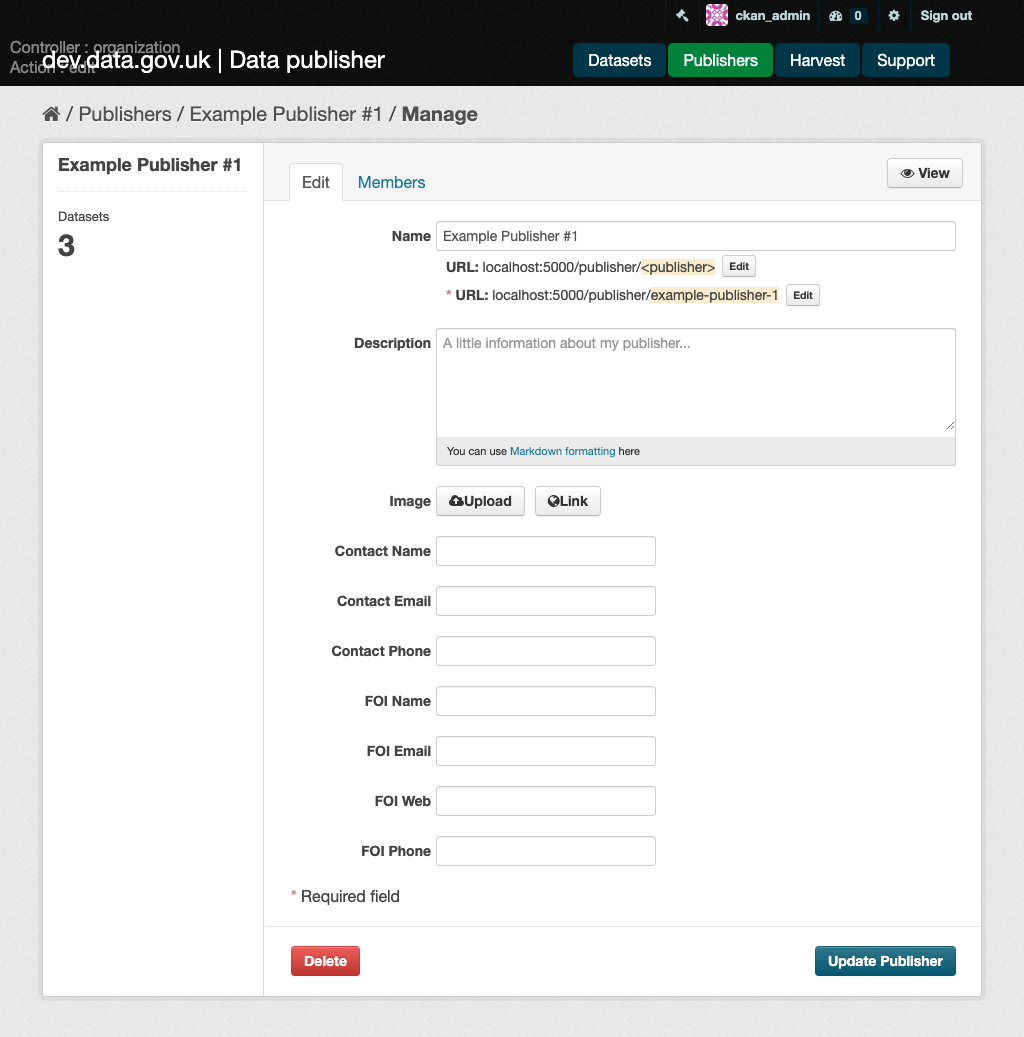 ckan_admin 0 Sign out
Controller : organization
Action : edit
dev.data.gov.uk | Data publisher
Datasets Publishers Harvest Support
/ Publishers / Example Publisher #1 / Manage
Example Publisher #1
Datasets
3
Edit Members View
Name Example Publisher #1
URL: localhost:5000/publisher/<publisher> Edit
* URL: localhost:5000/publisher/example-publisher-1 Edit
Description A little information about my publisher...
You can use Markdown formatting here
Image Upload Link
Contact Name
Contact Email
Contact Phone
FOI Name
FOI Email
FOI Web
FOI Phone
* Required field
Delete Update Publisher